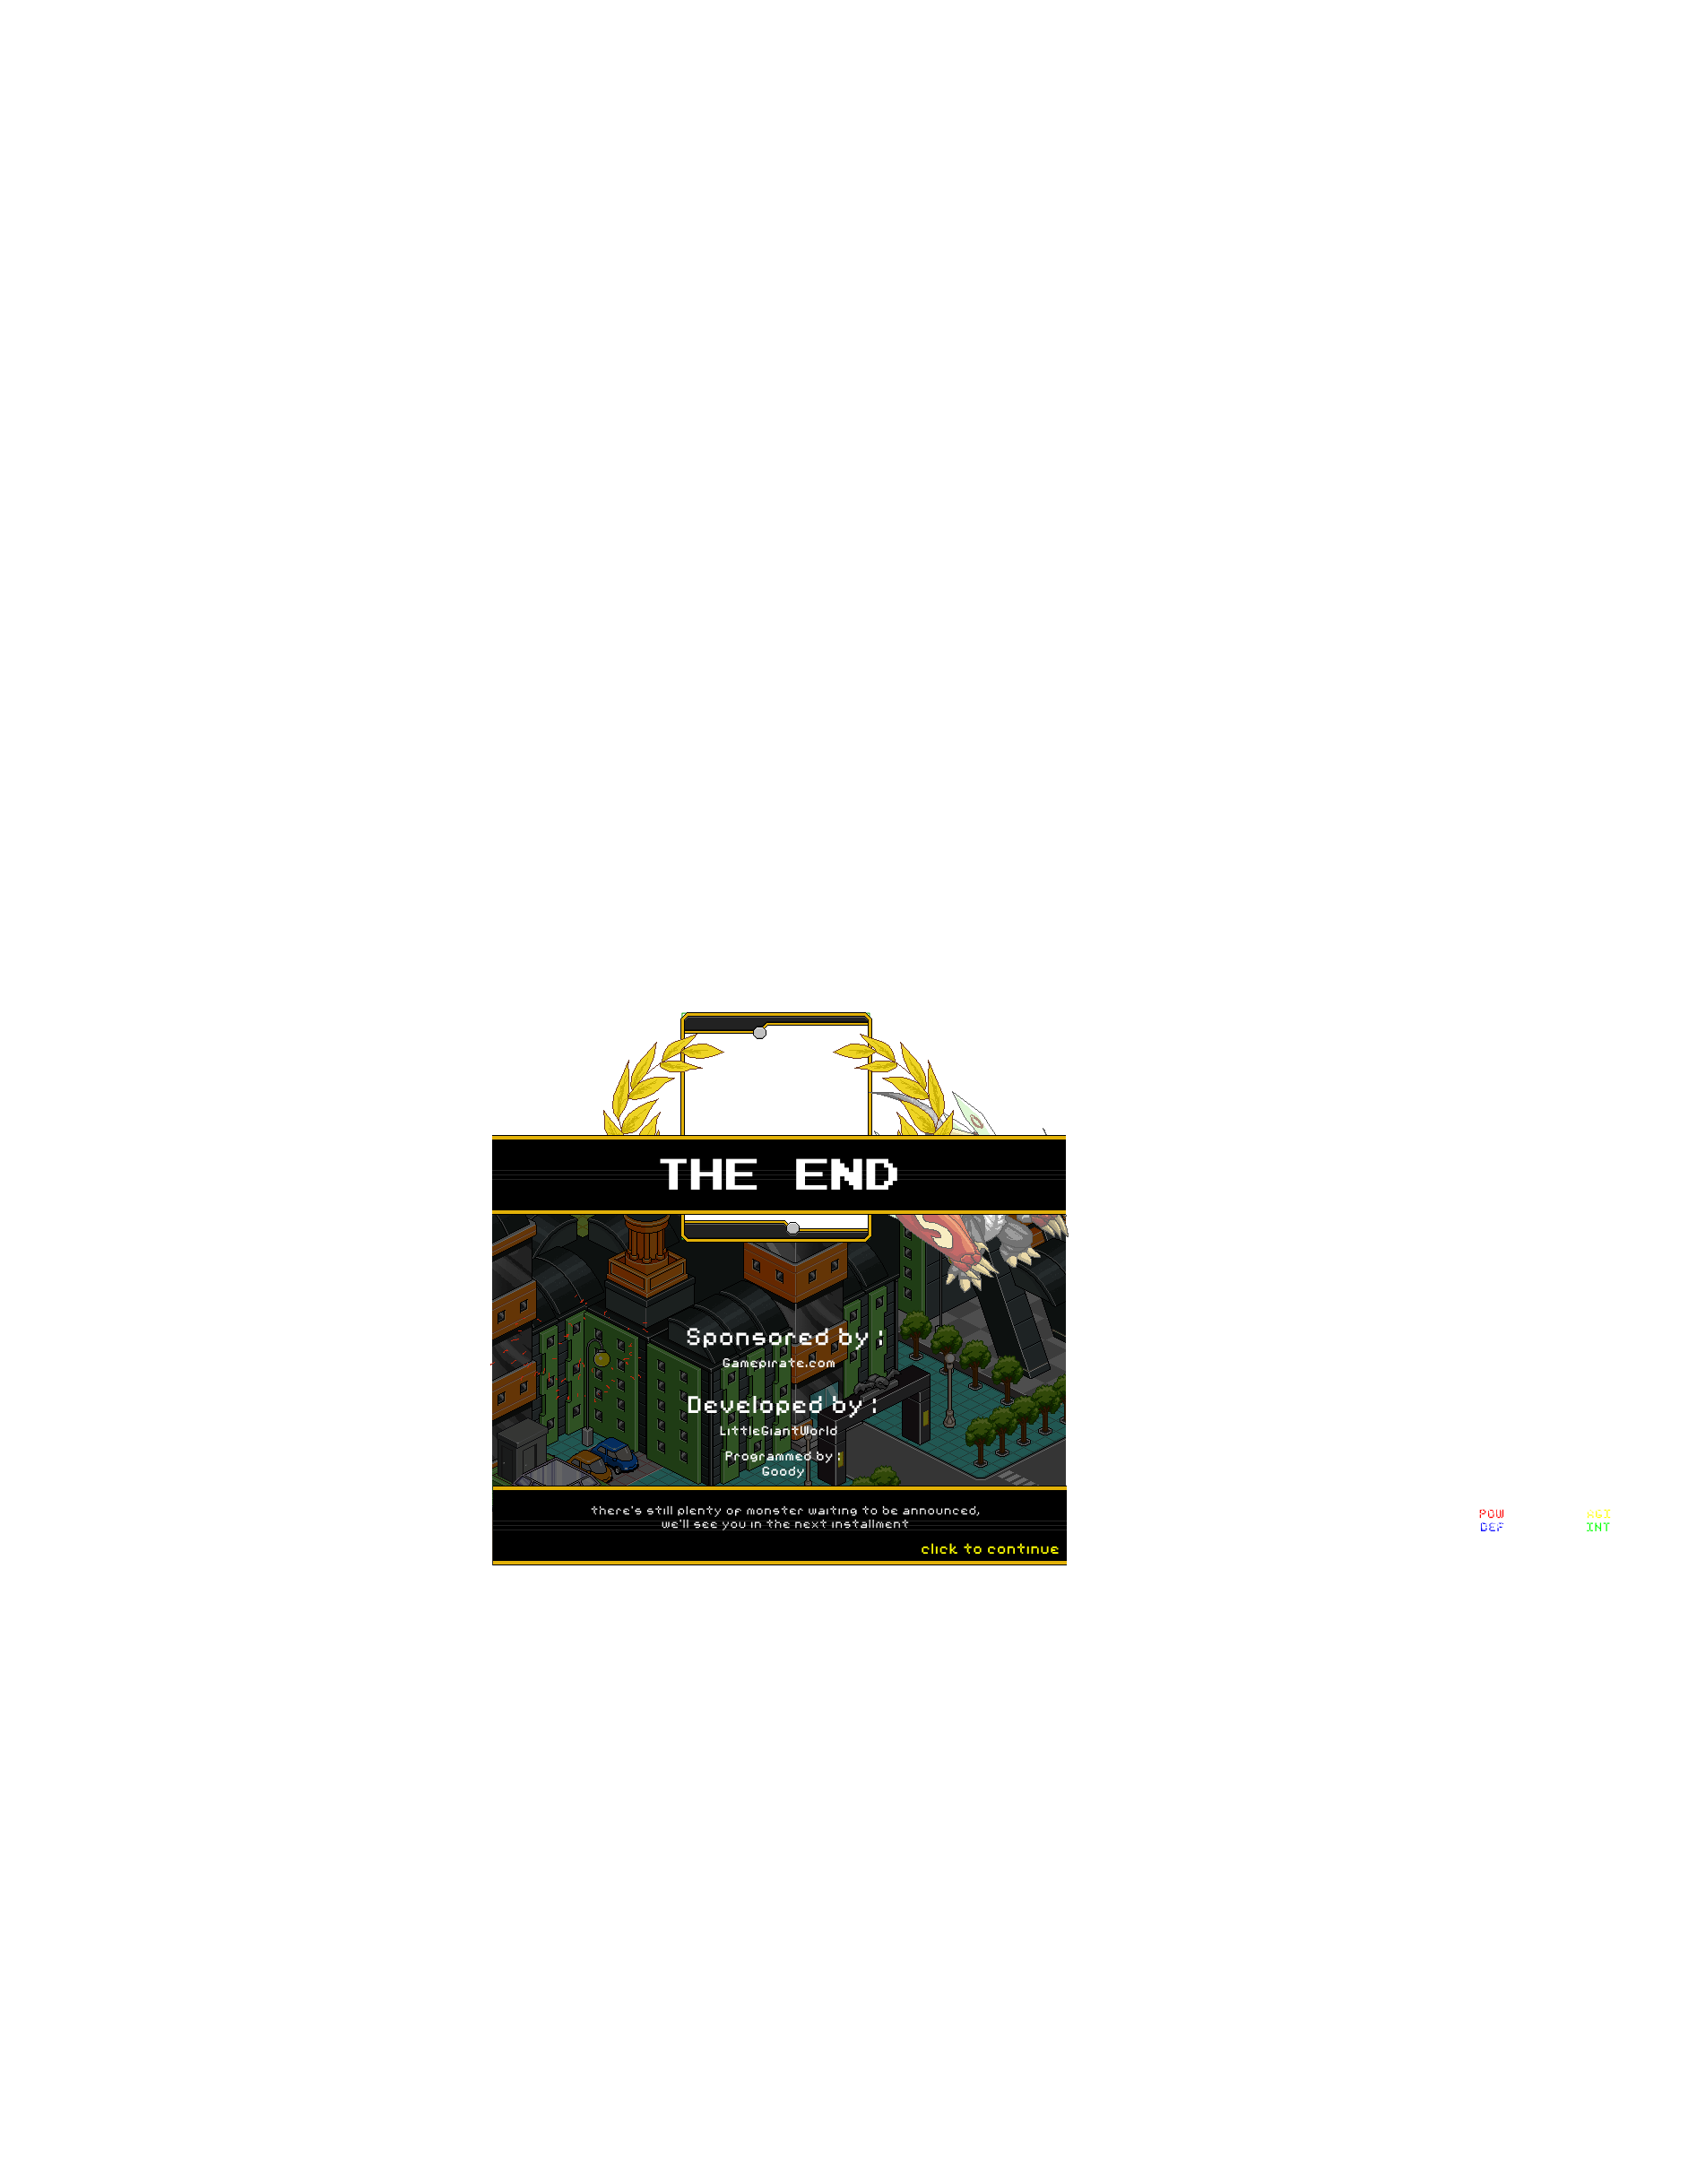 THE END
Sponsored by :
Gamepirate.com
Developed by :
LittleGiantWorld
Programmed by :
Goody
there's still plenty of monster waiting to be announced,
we'll see you in the next installment
click to continue
POW AGI
DEF INT